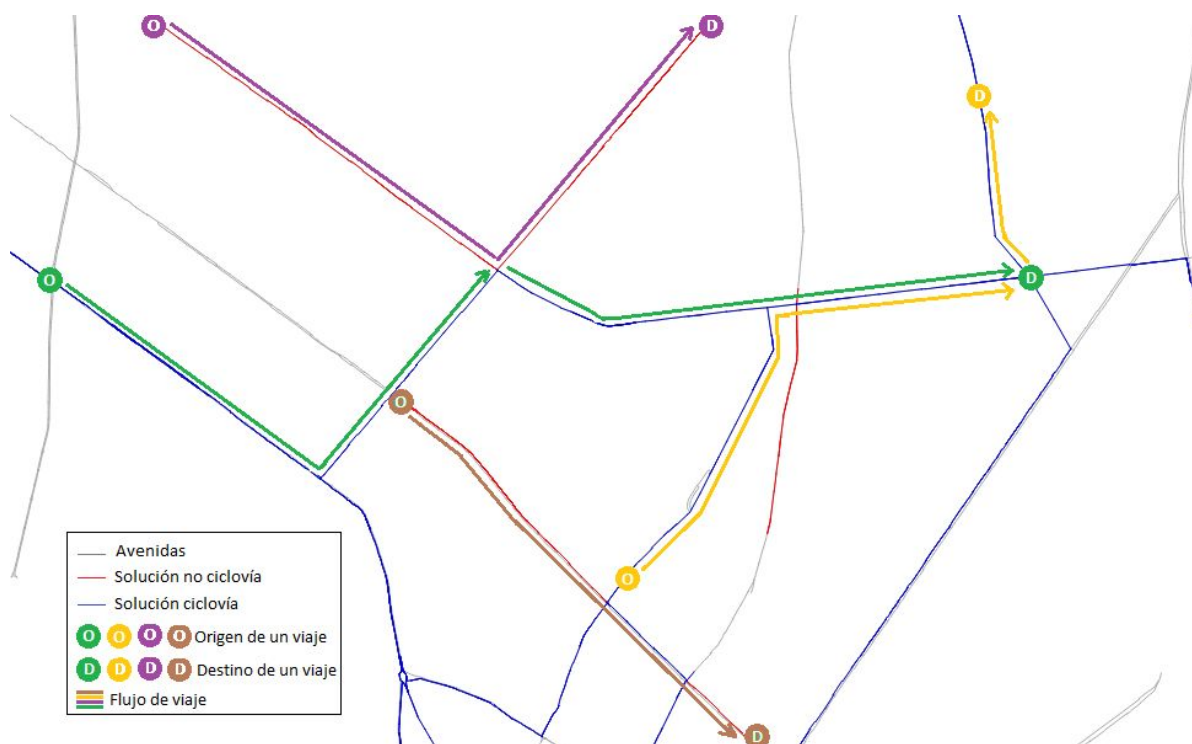 O
D
D
O
D
O
O
D
Avenidas
Solución no ciclovía
Solución ciclovía
O O O O Origen de un viaje
D D D D Destino de un viaje
Flujo de viaje